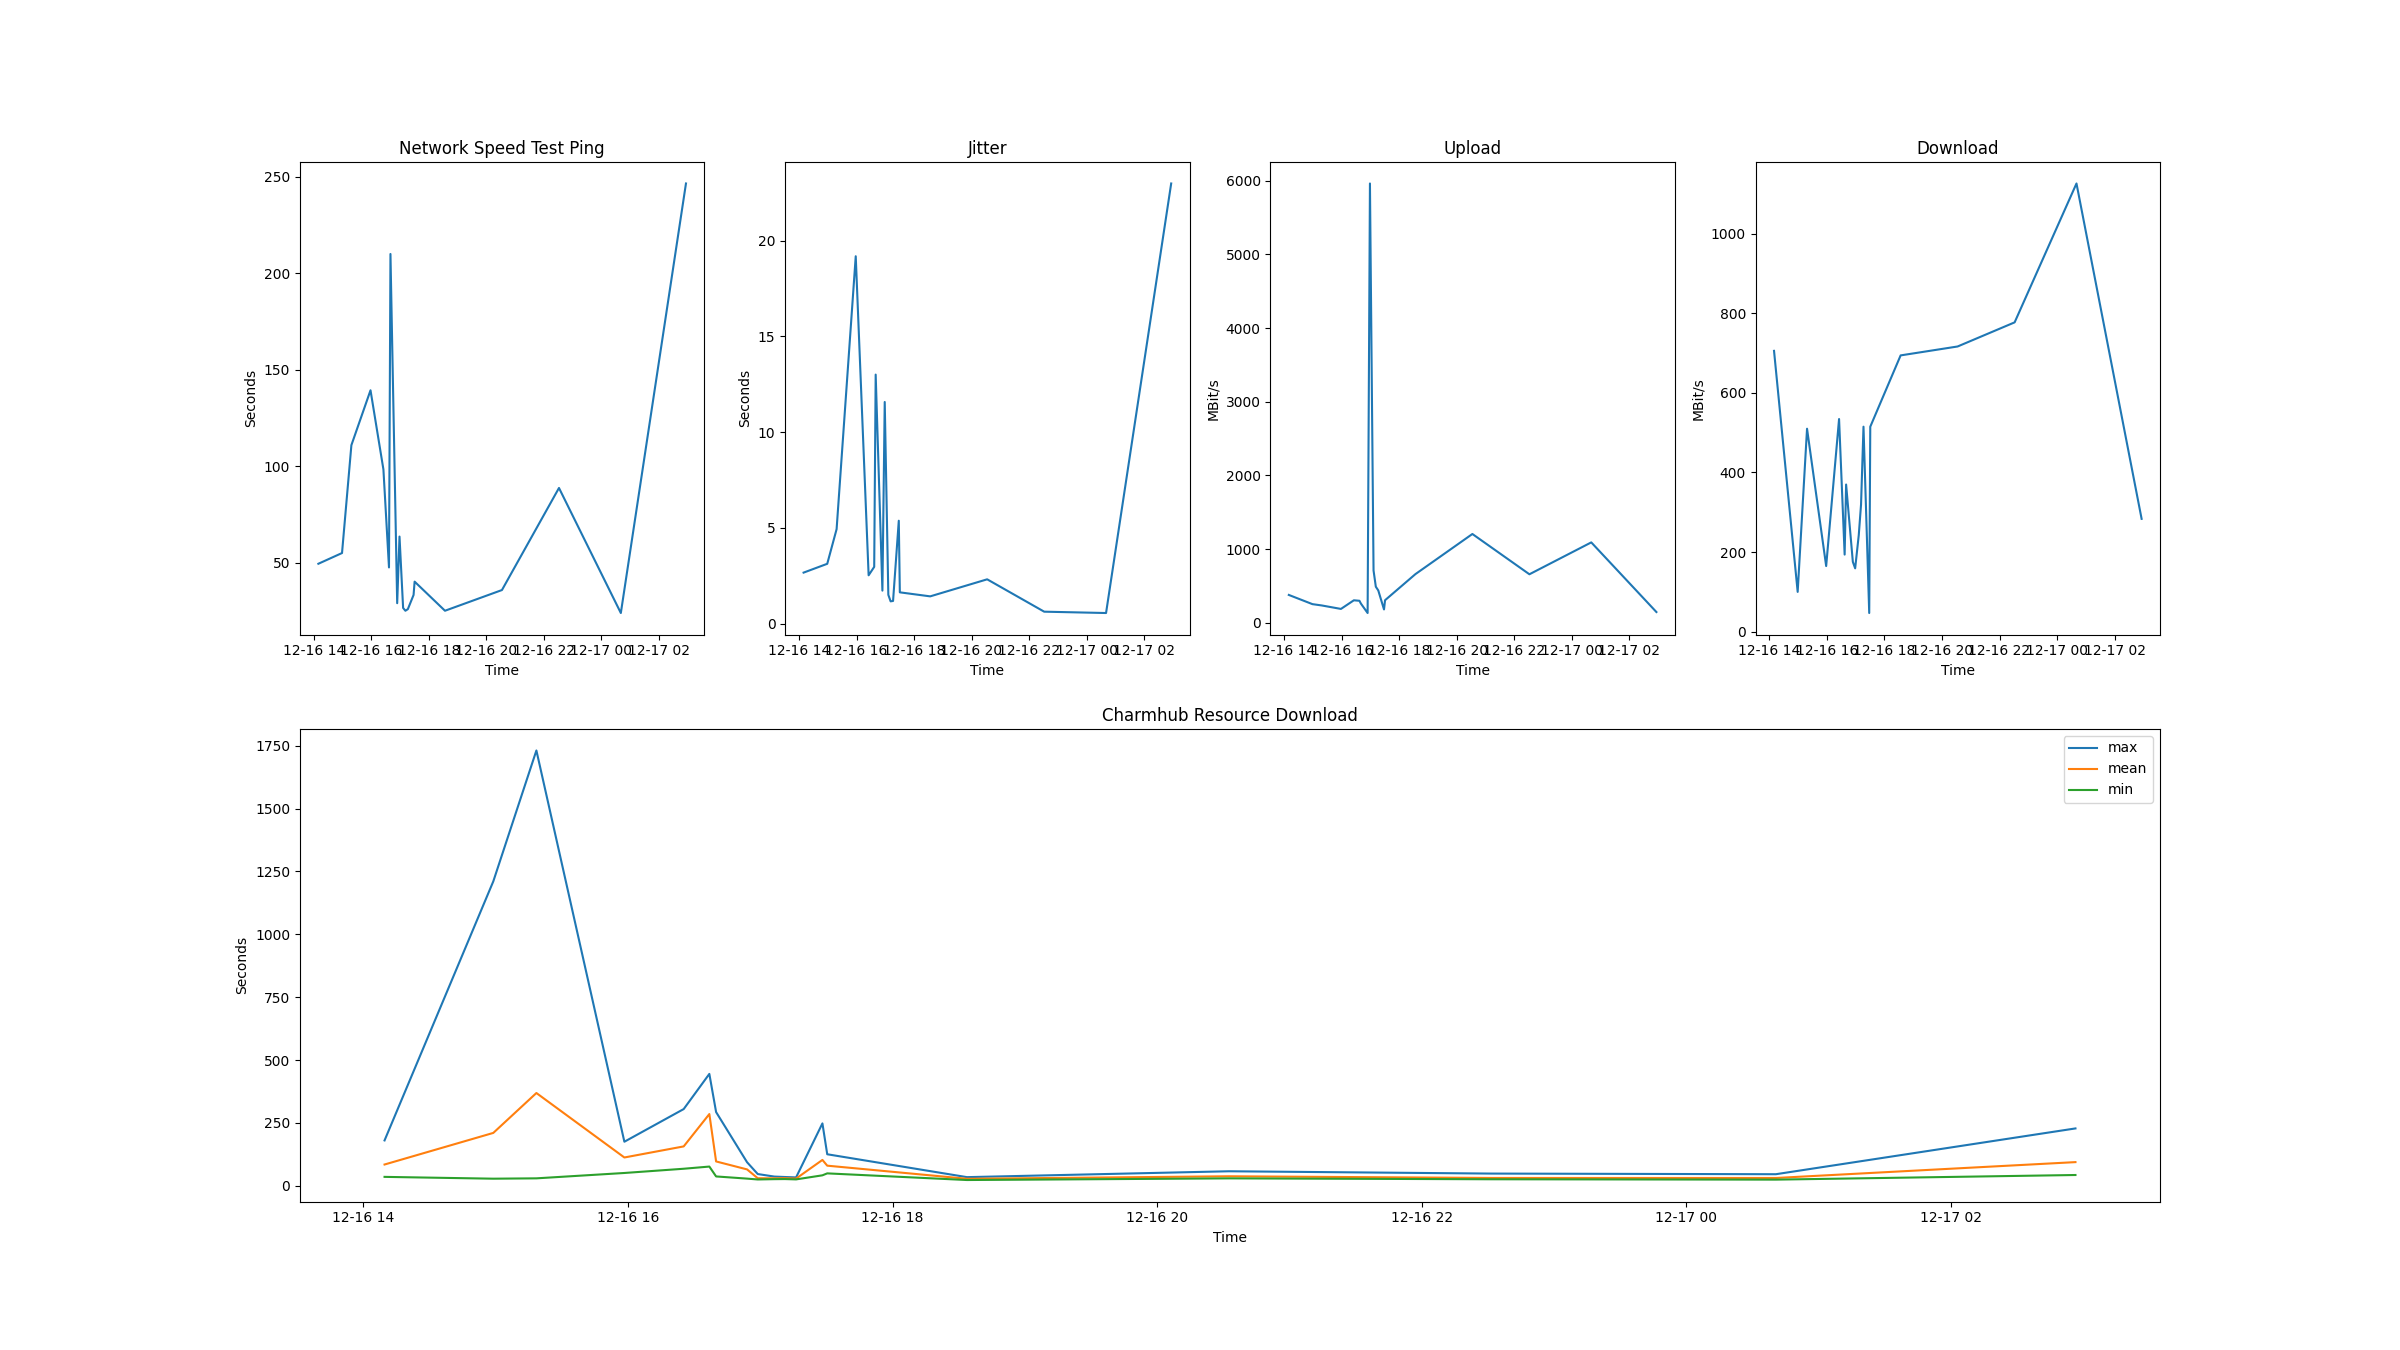 Network Speed Test Ping
250
200
150
100
50
Seconds
12-16 14 12-16 16 12-16 18 12-16 20 12-16 22 12-17 00 12-17 02
Time
Jitter
20
15
10
5
0
Seconds
12-16 14 12-16 16 12-16 18 12-16 20 12-16 22 12-17 00 12-17 02
Time
Upload
6000
5000
4000
3000
2000
1000
0
MBit/s
12-16 14 12-16 16 12-16 18 12-16 20 12-16 22 12-17 00 12-17 02
Time
Download
1000
800
600
400
200
0
MBit/s
12-16 14 12-16 16 12-16 18 12-16 20 12-16 22 12-17 00 12-17 02
Time
Charmhub Resource Download
1750
1500
1250
1000
750
500
250
0
Seconds
max
mean
min
12-16 14 12-16 16 12-16 18 12-16 20 12-16 22 12-17 00 12-17 02
Time